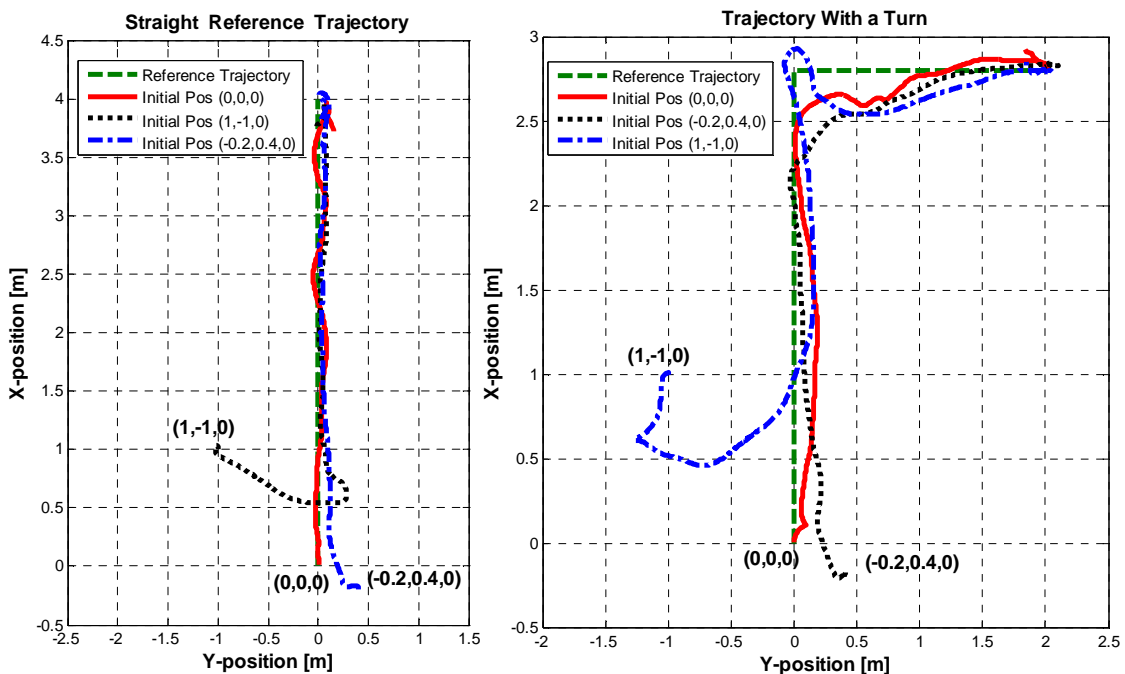 Straight Reference Trajectory
4.5
4
3.5
3
2.5
2
1.5
1
0.5
0
-0.5
X-position [m]
Reference Trajectory
Initial Pos (0,0,0)
Initial Pos (1,-1,0)
Initial Pos (-0.2,0.4,0)
(1,-1,0)
(0,0,0)
(-0.2,0.4,0)
-2.5 -2 -1.5 -1 -0.5 0 0.5 1 1.5
Y-position [m]
Trajectory With a Turn
3
2.5
2
1.5
1
0.5
0
-0.5
X-position [m]
Reference Trajectory
Initial Pos (0,0,0)
Initial Pos (-0.2,0.4,0)
Initial Pos (1,-1,0)
(1,-1,0)
(0,0,0)
(-0.2,0.4,0)
-2 -1.5 -1 -0.5 0 0.5 1 1.5 2 2.5
Y-position [m]